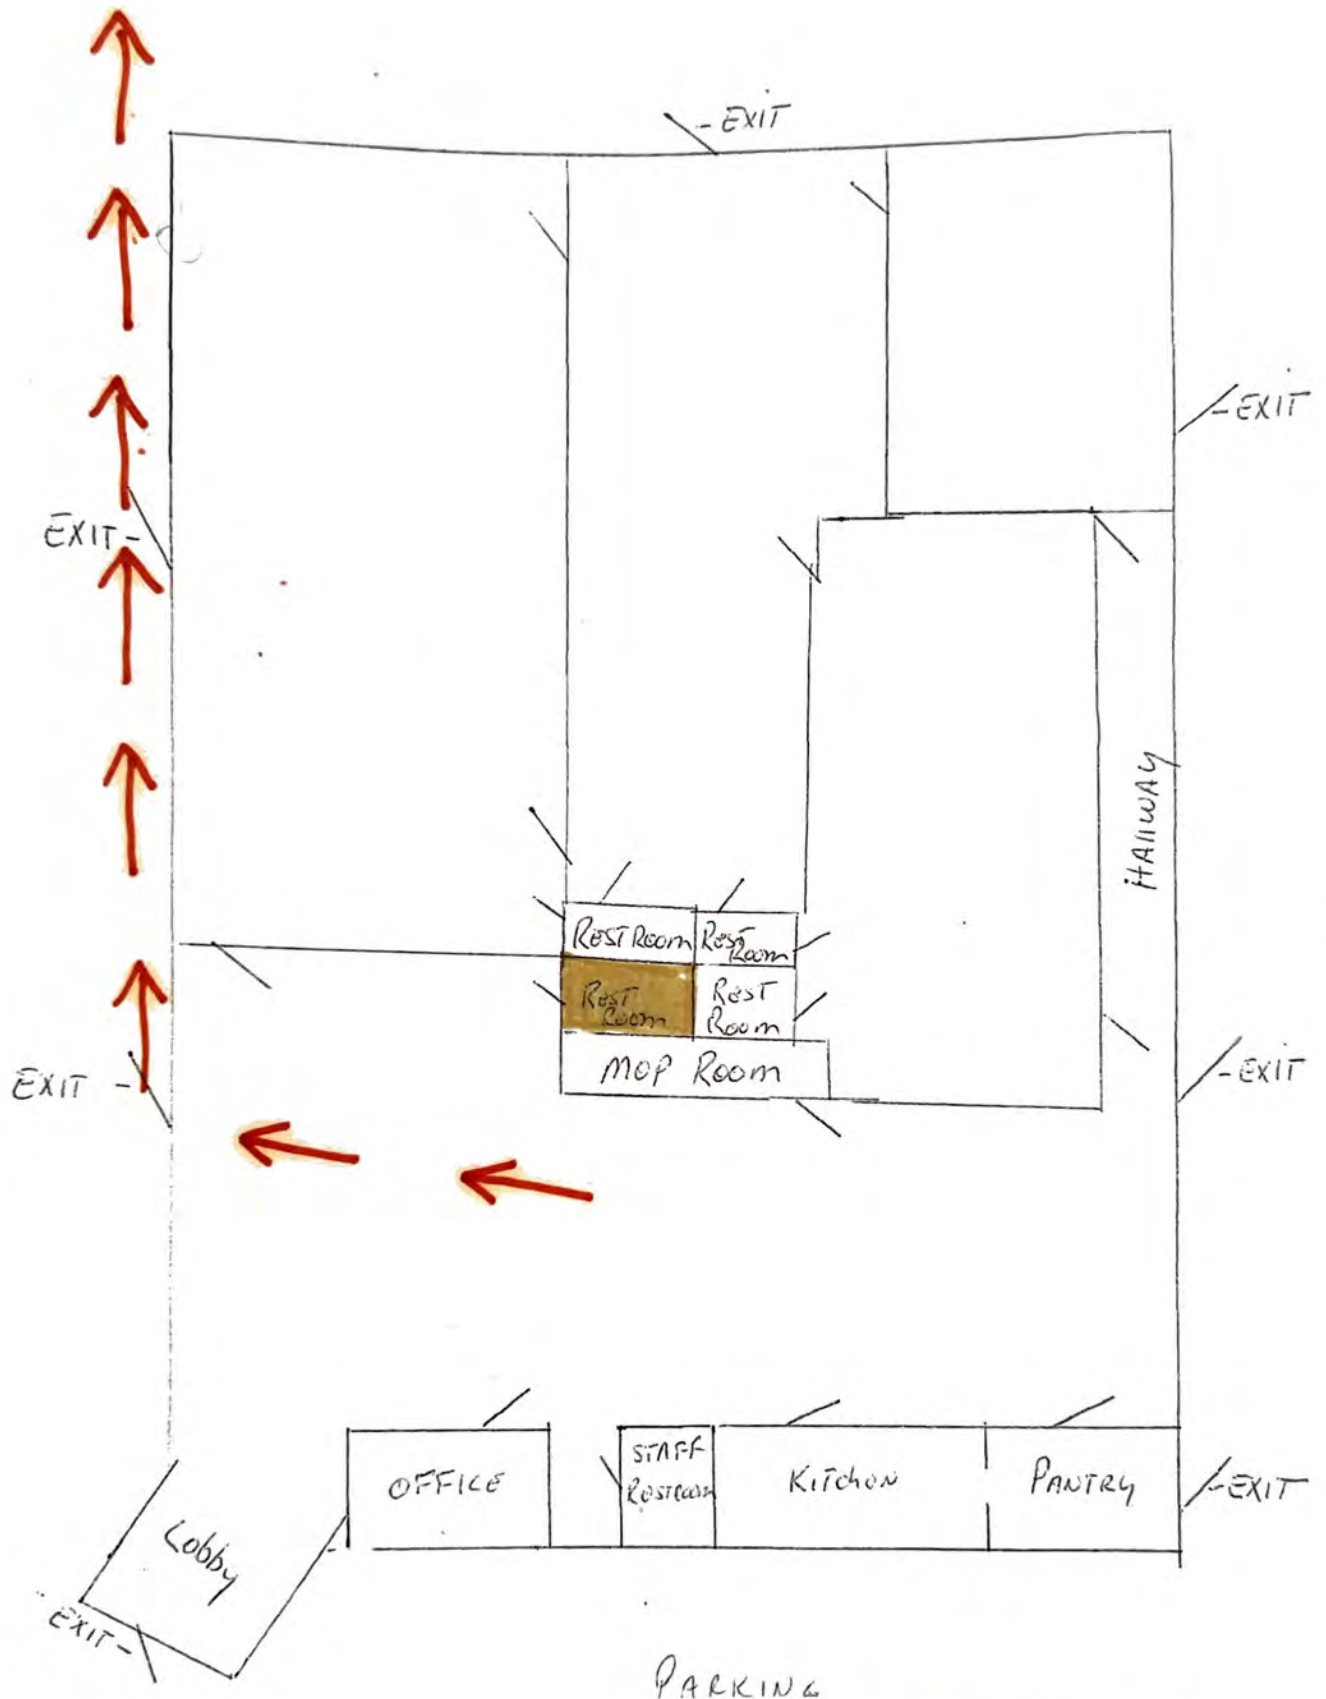 - EXIT
- EXIT
EXIT -
HAllWAY
REST ROOM
REST
ROOM
REST
ROOM
REST
ROOM
MOP ROOM
EXIT -
- EXIT
STAFF
RESTROOM
OFFICE
KITCHEN
PANTRY
- EXIT
Lobby
EXIT -
PARKING